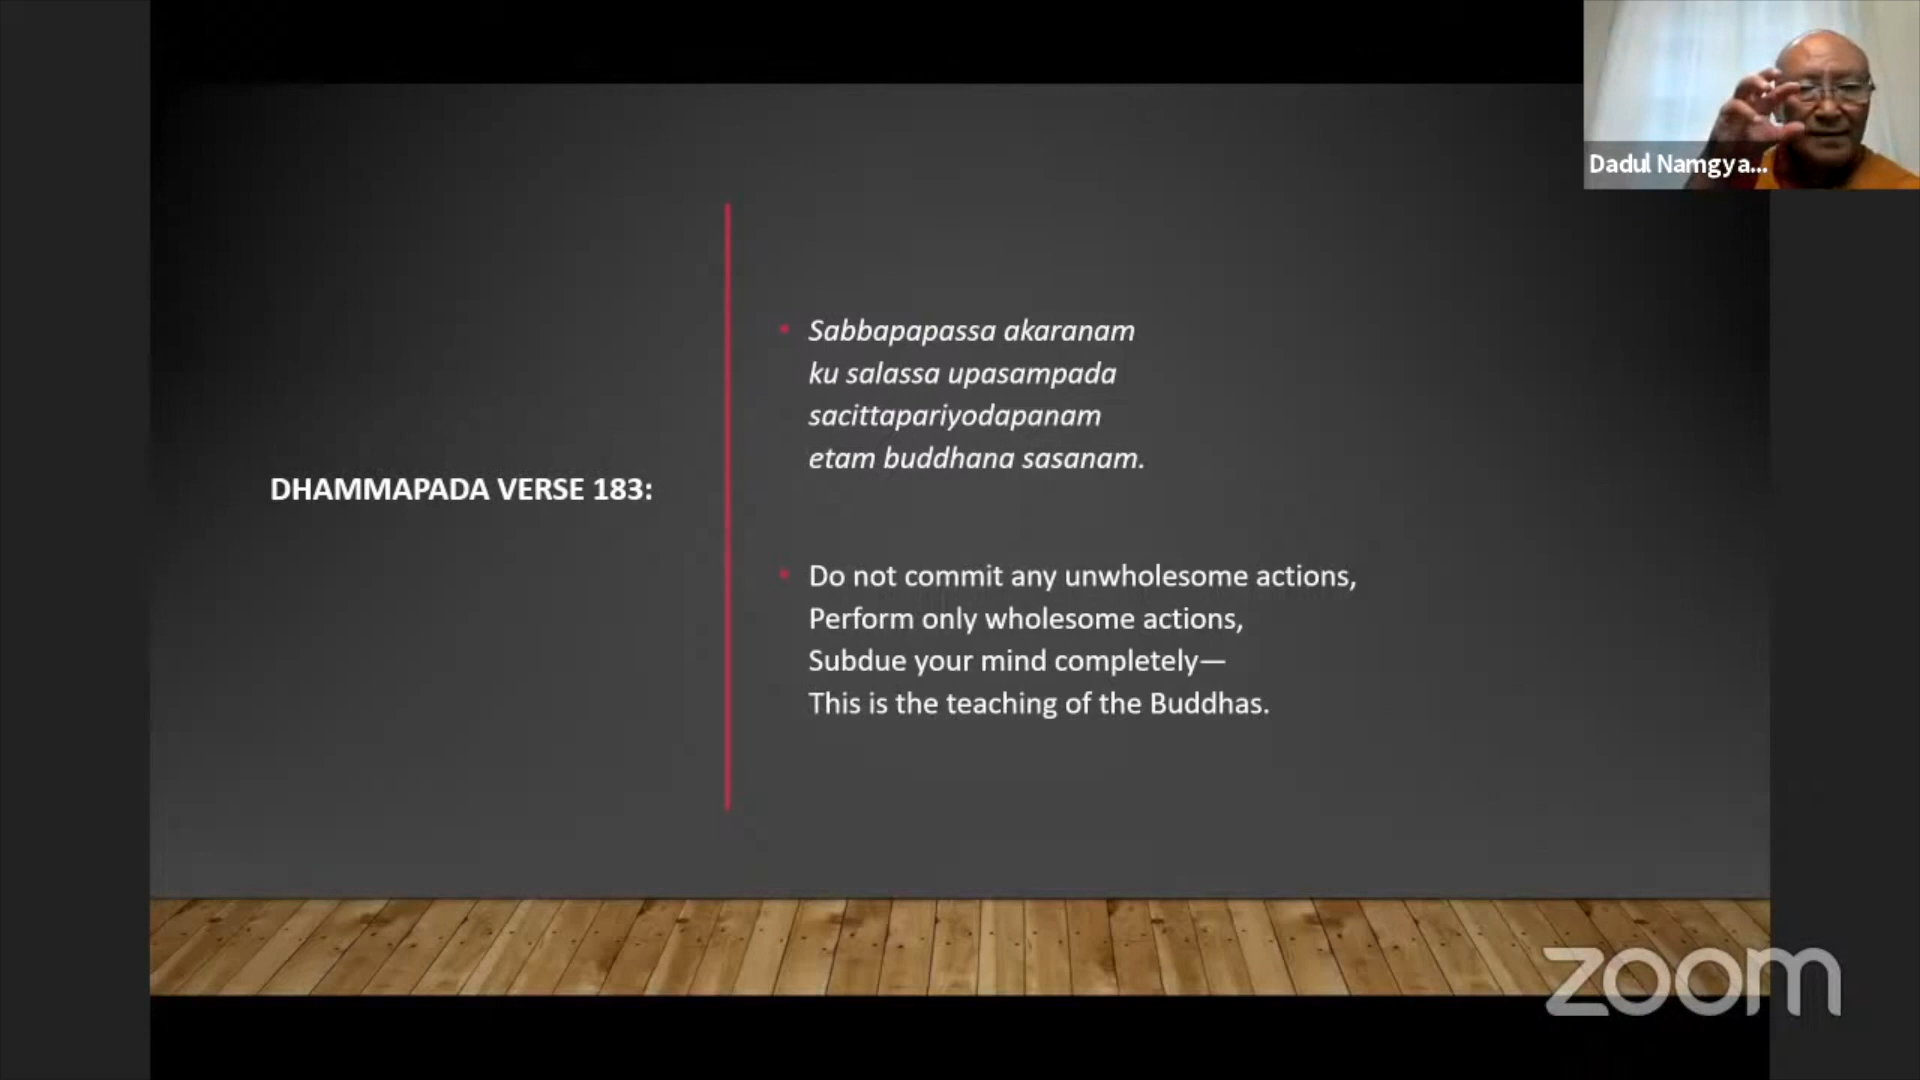 Dadul Namgya...
DHAMMAPADA VERSE 183:
Sabbapapassa akaranam
ku salassa upasampada
sacittapariyodapanam
etam buddhana sasanam.
Do not commit any unwholesome actions,
Perform only wholesome actions,
Subdue your mind completely—
This is the teaching of the Buddhas.
zoom